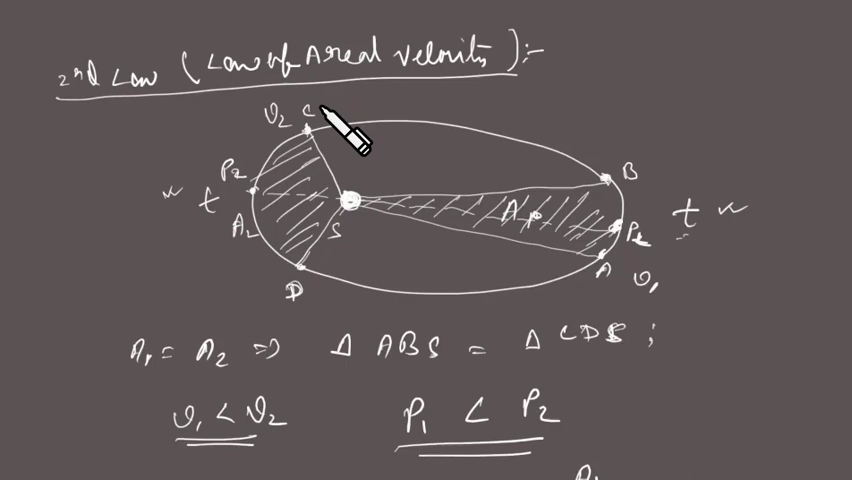 2nd Law (Law of Areal Velocity) :-
v₂ C
B
P₂
t
t
A₂
S
A₁
P₁
D
A
v₁
A₁ = A₂ ⇒ Δ ABS = Δ CDS ;
v₁ < v₂ P₁ < P₂